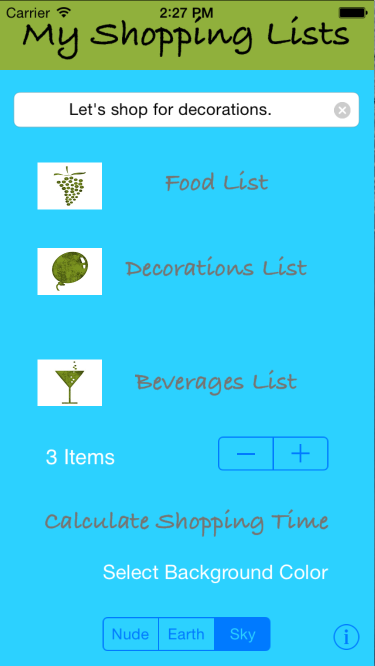 Carrier 2:27 PM
My Shopping Lists
Let's shop for decorations.
Food List
Decorations List
Beverages List
3 Items
− +
Calculate Shopping Time
Select Background Color
Nude Earth Sky
i